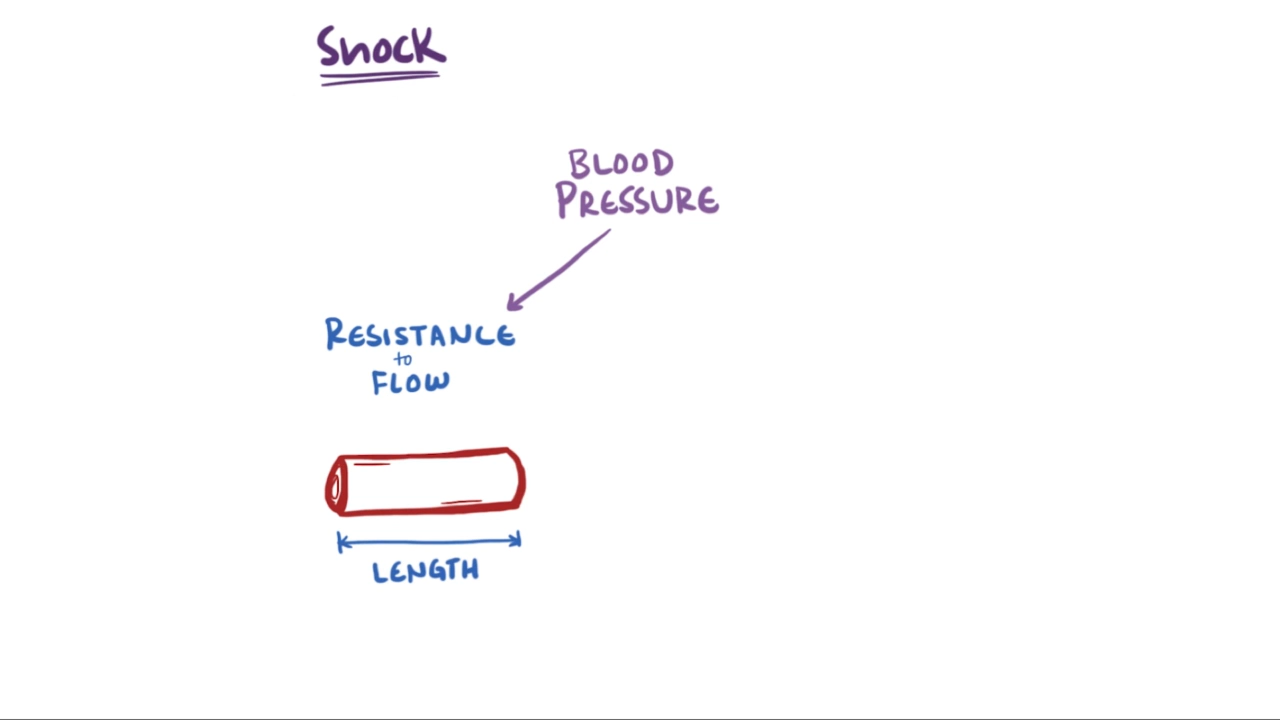 Shock
BLOOD
PRESSURE
RESISTANCE
to
FLOW
LENGTH